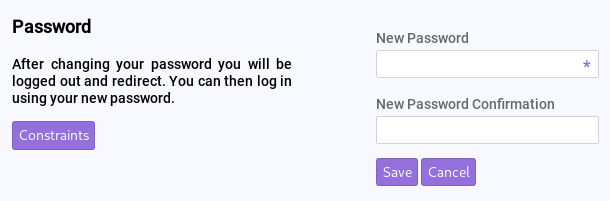 Password
After changing your password you will be
logged out and redirect. You can then log in
using your new password.
Constraints
New Password
*
New Password Confirmation
Save Cancel